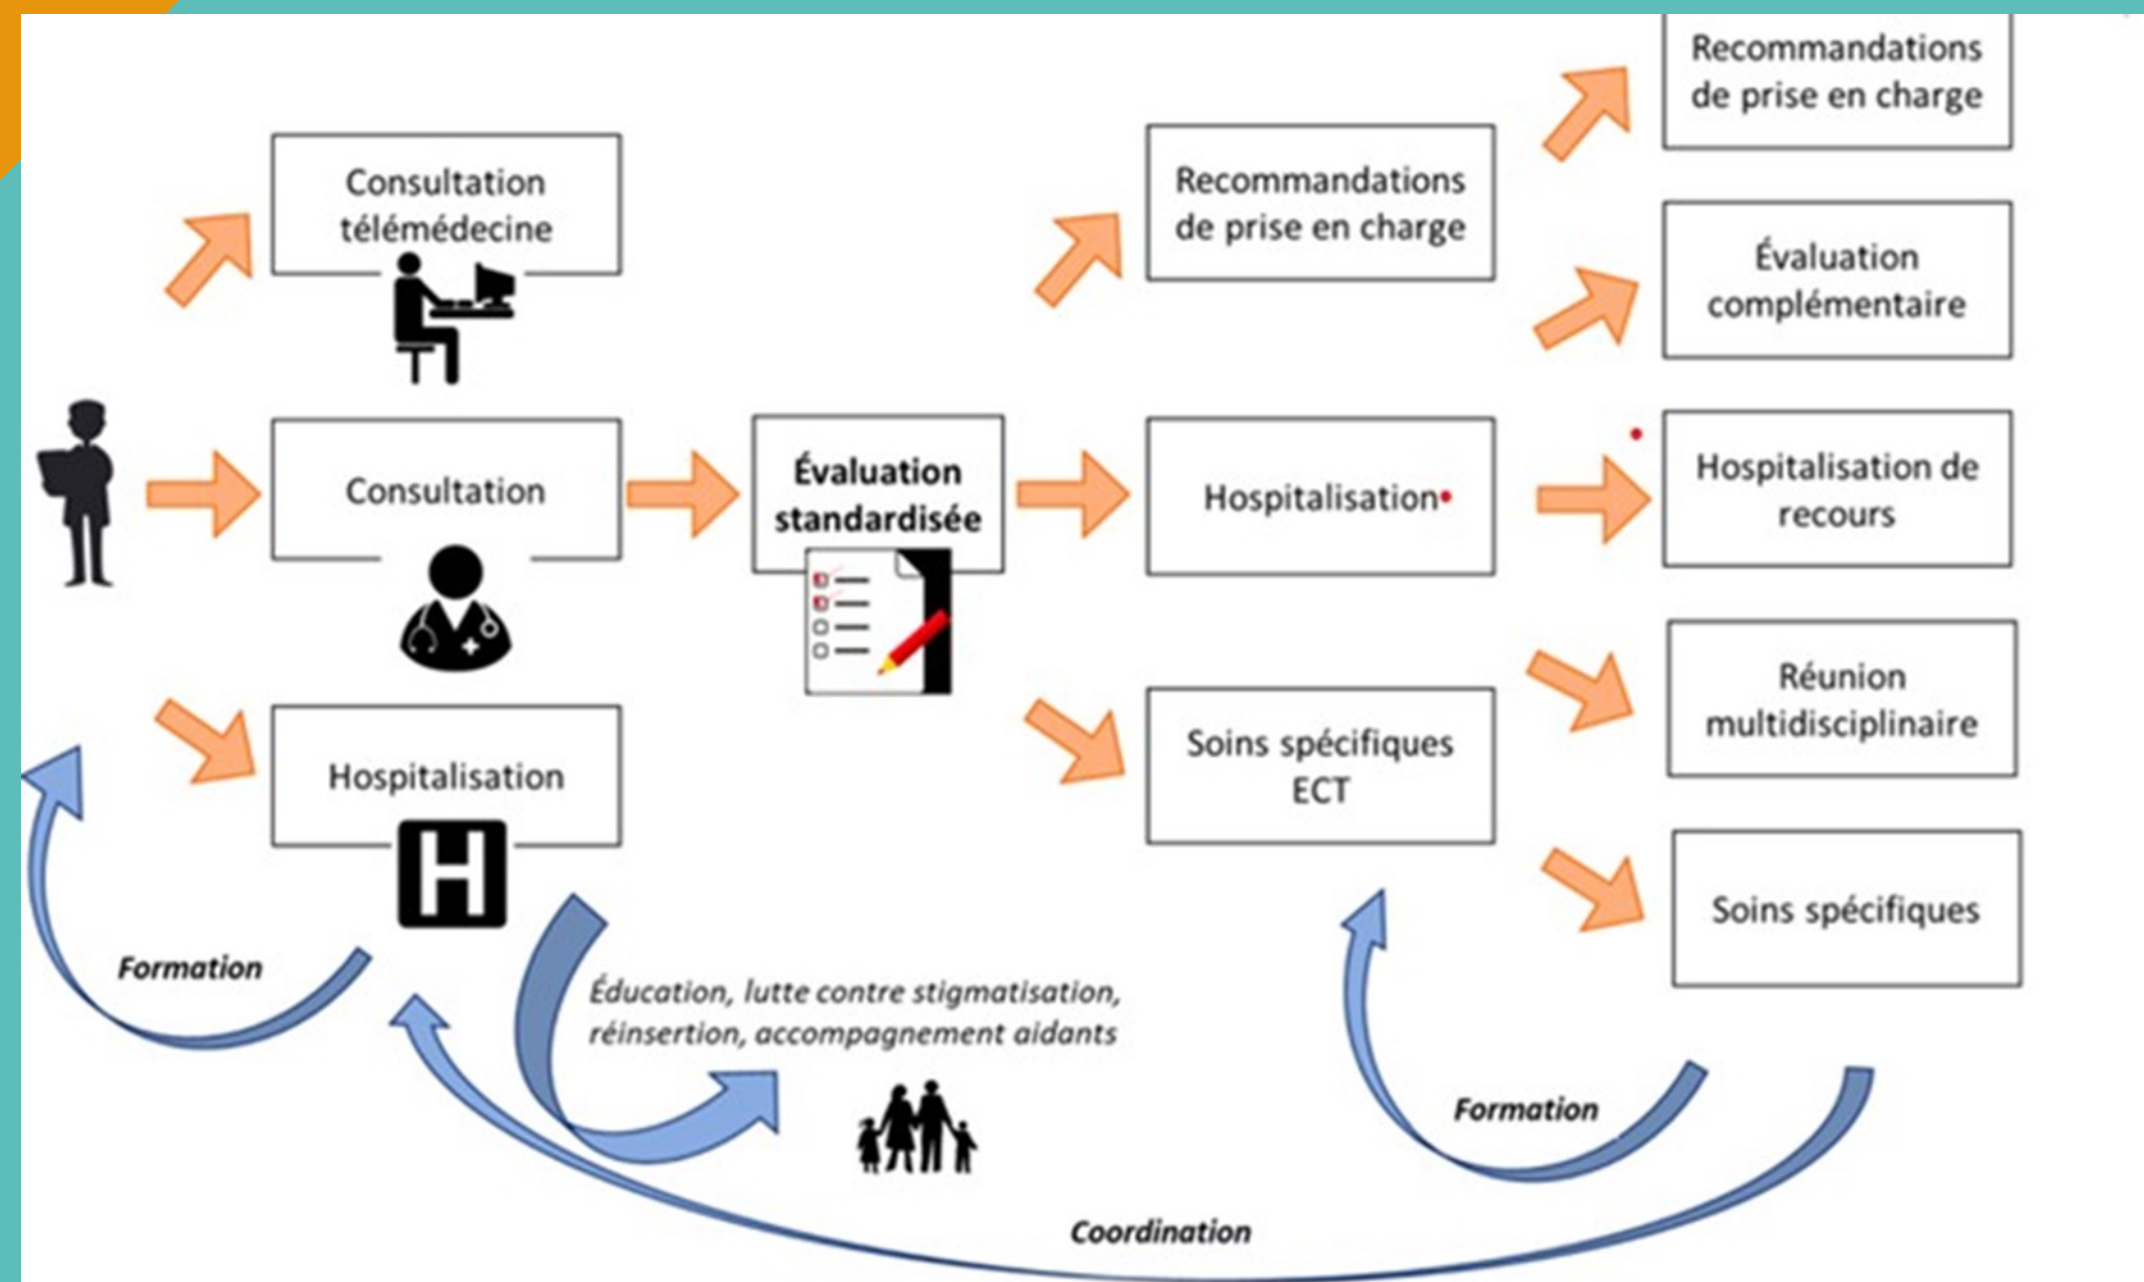 Consultation
télémédecine
Consultation
Hospitalisation
Évaluation
standardisée
Recommandations
de prise en charge
Hospitalisation
Soins spécifiques
ECT
Recommandations
de prise en charge
Évaluation
complémentaire
Hospitalisation de
recours
Réunion
multidisciplinaire
Soins spécifiques
Formation
Éducation, lutte contre stigmatisation,
réinsertion, accompagnement aidants
Formation
Coordination
H